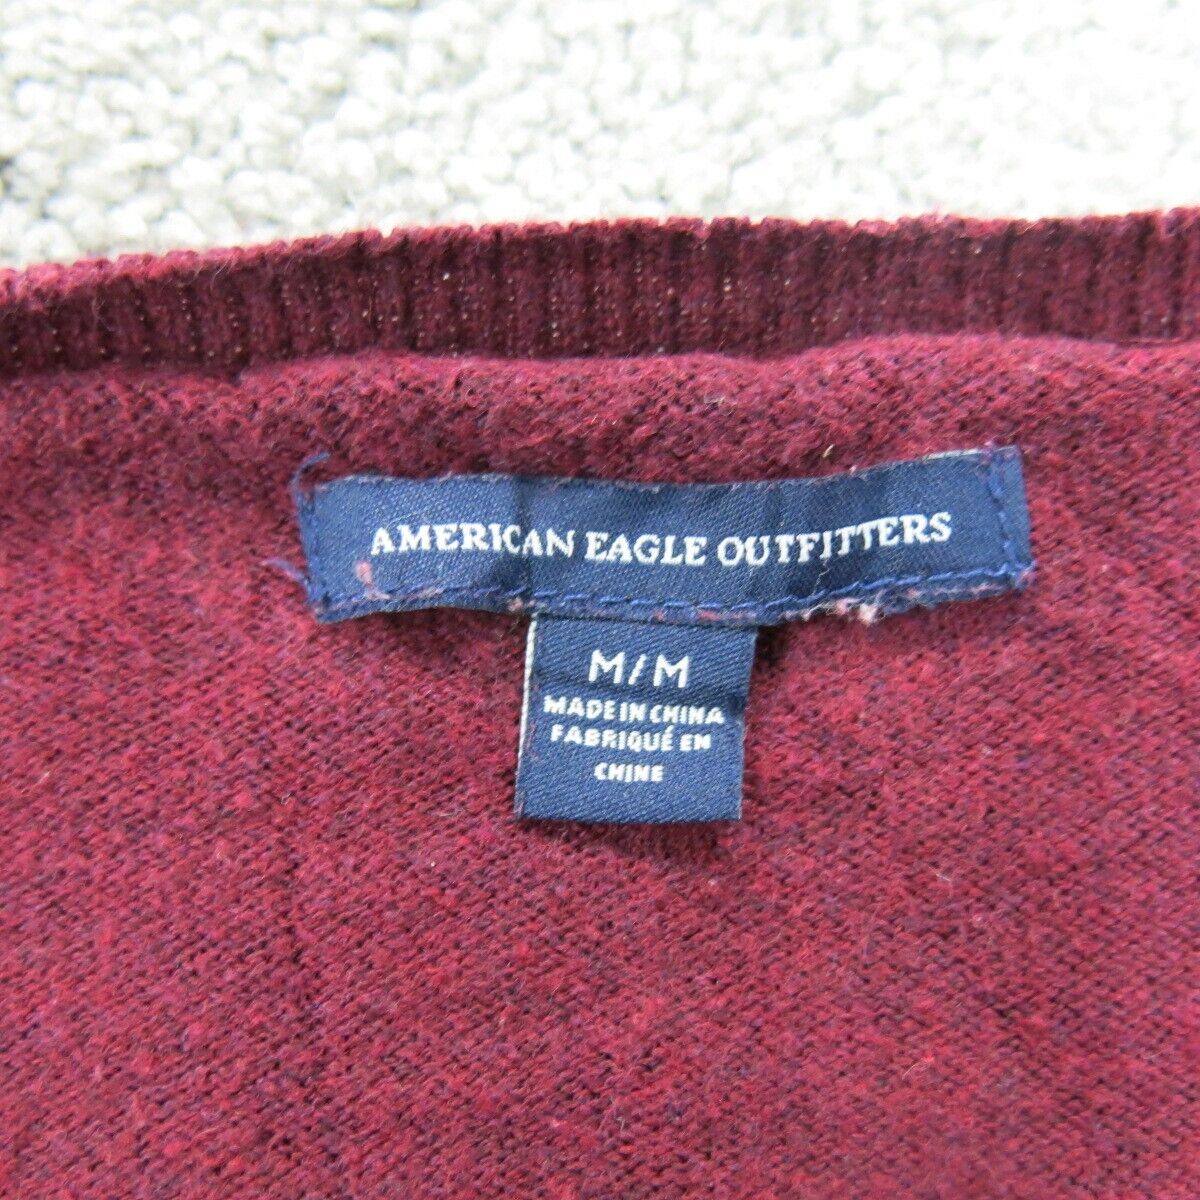 AMERICAN EAGLE OUTFITTERS
M/M
MADE IN CHINA
FABRIQUÉ EN
CHINE